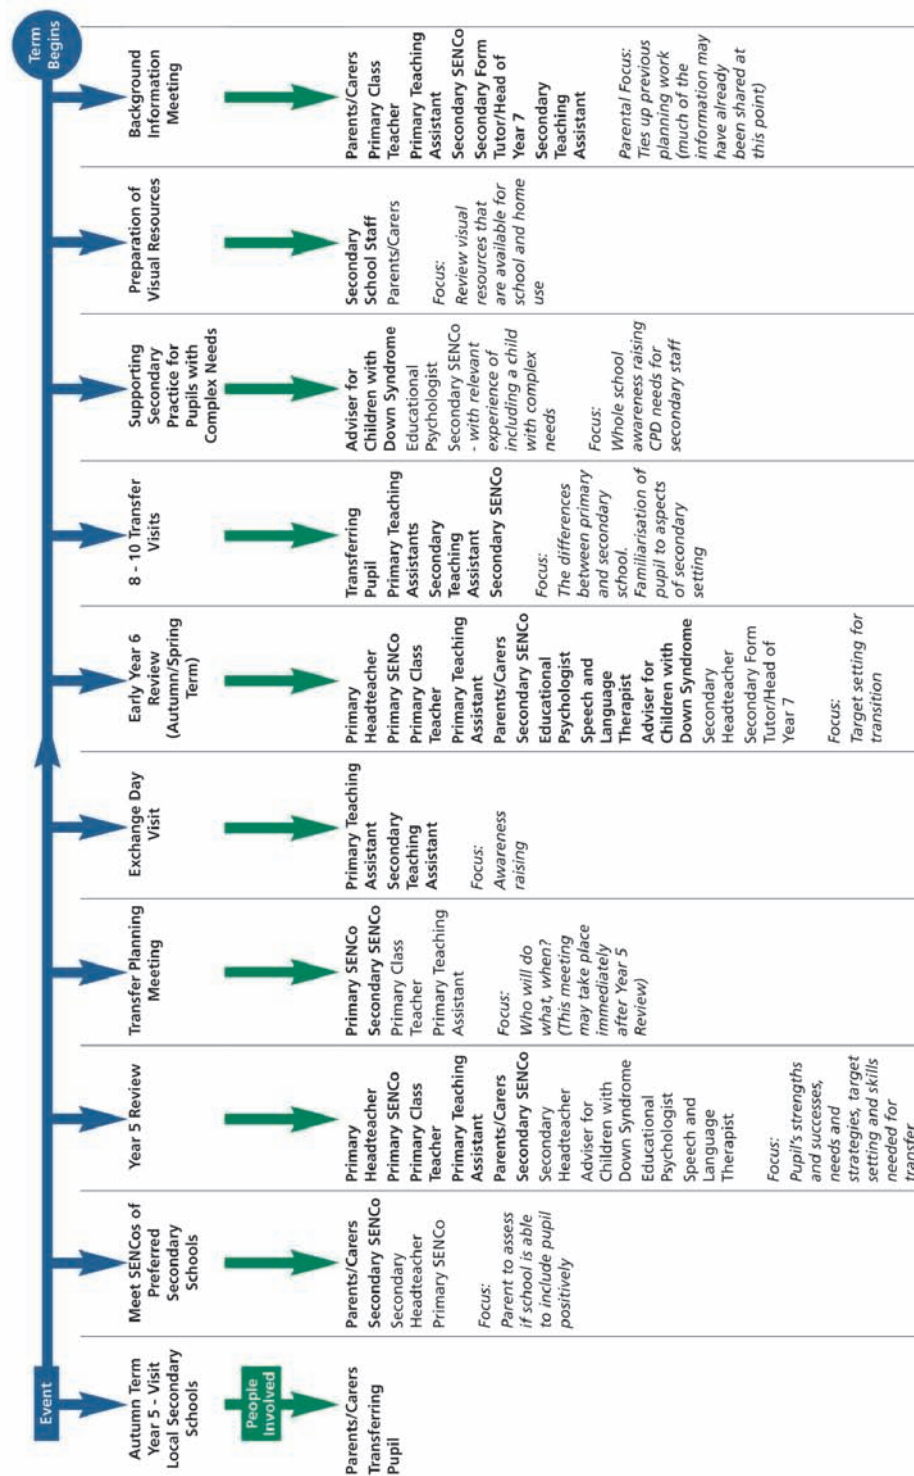 Event
Term
Begins
Autumn Term
Year 5 - Visit
Local Secondary
Schools
People
Involved
Parents/Carers
Transferring
Pupil
Meet SENCos of
Preferred
Secondary
Schools
Parents/Carers
Secondary SENCo
Secondary
Headteacher
Primary SENCo
Focus:
Parent to assess
if school is able
to include pupil
positively
Year 5 Review
Primary
Headteacher
Primary SENCo
Primary Class
Teacher
Primary Teaching
Assistant
Parents/Carers
Secondary SENCo
Secondary
Headteacher
Adviser for
Children with
Down Syndrome
Educational
Psychologist
Speech and
Language
Therapist
Focus:
Pupil's strengths
and successes,
needs and
strategies, target
setting and skills
needed for
transfer
Transfer Planning
Meeting
Primary SENCo
Secondary SENCo
Primary Class
Teacher
Primary Teaching
Assistant
Focus:
Who will do
what, when?
(This meeting
may take place
immediately
after Year 5
Review)
Exchange Day
Visit
Primary Teaching
Assistant
Secondary
Teaching
Assistant
Focus:
Awareness
raising
Early Year 6
Review
(Autumn/Spring
Term)
Primary
Headteacher
Primary SENCo
Primary Class
Teacher
Primary Teaching
Assistant
Parents/Carers
Secondary SENCo
Educational
Psychologist
Speech and
Language
Therapist
Adviser for
Children with
Down Syndrome
Secondary
Headteacher
Secondary Form
Tutor/Head of
Year 7
Focus:
Target setting for
transition
8 - 10 Transfer
Visits
Transferring
Pupil
Primary Teaching
Assistants
Secondary
Teaching
Assistant
Secondary SENCo
Focus:
The differences
between primary
and secondary
school.
Familiarisation of
pupil to aspects
of secondary
setting
Supporting
Secondary
Practice for
Pupils with
Complex Needs
Adviser for
Children with
Down Syndrome
Educational
Psychologist
Secondary SENCo
- with relevant
experience of
including a child
with complex
needs
Focus:
Whole school
awareness raising
CPD needs for
secondary staff
Preparation of
Visual Resources
Secondary
School Staff
Parents/Carers
Focus:
Review visual
resources that
are available for
school and home
use
Background
Information
Meeting
Parents/Carers
Primary Class
Teacher
Primary Teaching
Assistant
Secondary SENCo
Secondary Form
Tutor/Head of
Year 7
Secondary
Teaching
Assistant
Parental Focus:
Ties up previous
planning work
(much of the
information may
have already
been shared at
this point)